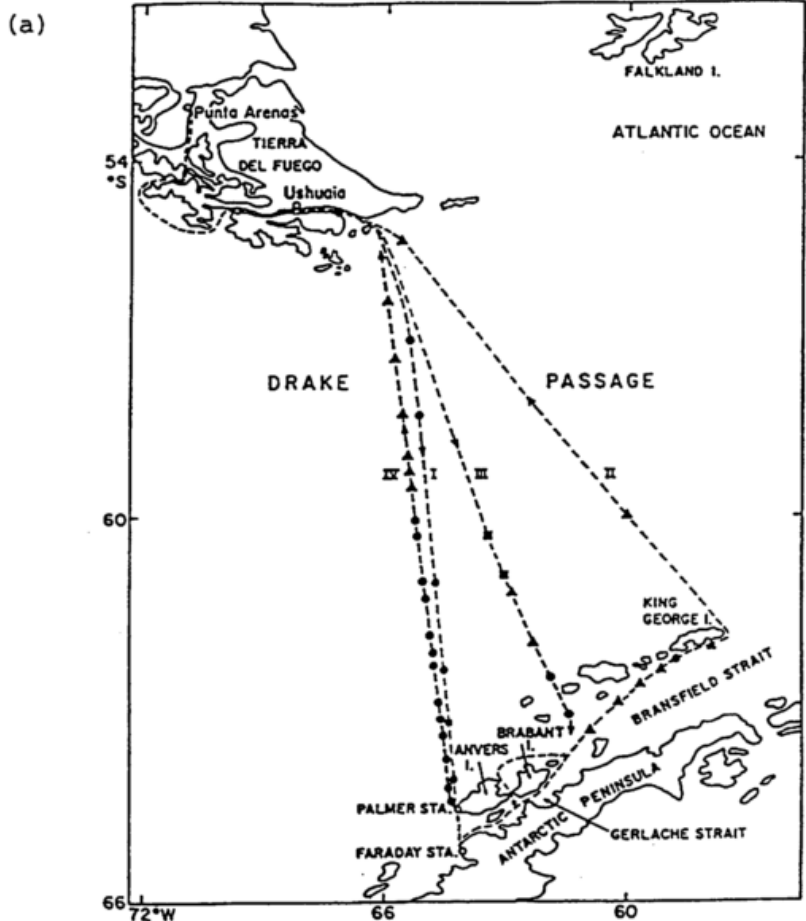 (a)
FALKLAND I.
Punta Arenas
ATLANTIC OCEAN
TIERRA
DEL FUEGO
54
°S
Ushuaia
DRAKE
PASSAGE
IV
I
III
II
60
KING
GEORGE I.
BRANSFIELD STRAIT
BRABANT
I.
ANVERS
I.
PALMER STA.
ANTARCTIC PENINSULA
GERLACHE STRAIT
FARADAY STA.
66
72°W
66
60